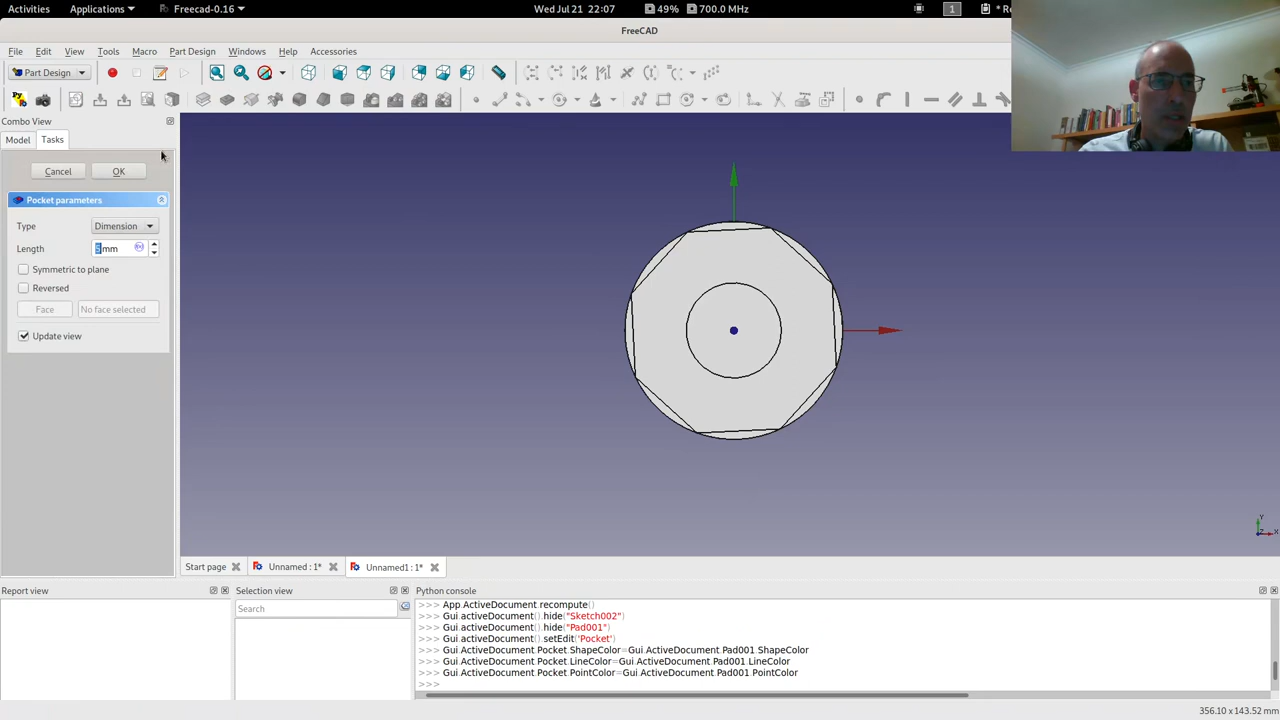 Activities Applications Freecad-0.16 Wed Jul 21 22:07 49% 700.0 MHz 1
FreeCAD
File Edit View Tools Macro Part Design Windows Help Accessories
Part Design
Combo View
Model Tasks
Cancel OK
Pocket parameters
Type Dimension
Length 5 mm
Symmetric to plane
Reversed
Face No face selected
Update view
Y
Z X
Start page Unnamed : 1* Unnamed1 : 1*
Report view Selection view Python console
Search
>>> App.ActiveDocument.recompute()
>>> Gui.activeDocument().hide("Sketch002")
>>> Gui.activeDocument().hide("Pad001")
>>> Gui.activeDocument().setEdit('Pocket')
>>> Gui.ActiveDocument.Pocket.ShapeColor=Gui.ActiveDocument.Pad001.ShapeColor
>>> Gui.ActiveDocument.Pocket.LineColor=Gui.ActiveDocument.Pad001.LineColor
>>> Gui.ActiveDocument.Pocket.PointColor=Gui.ActiveDocument.Pad001.PointColor
>>>
356.10 x 143.52 mm